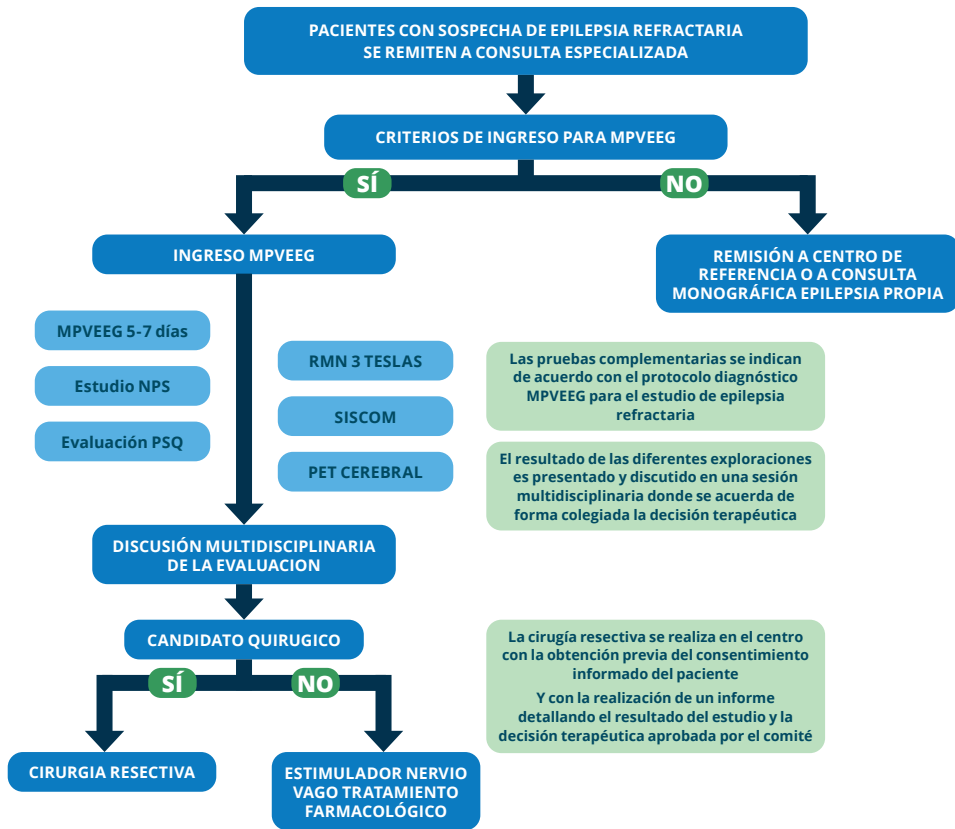 PACIENTES CON SOSPECHA DE EPILEPSIA REFRACTARIA
SE REMITEN A CONSULTA ESPECIALIZADA
CRITERIOS DE INGRESO PARA MPVEEG
SÍ
NO
INGRESO MPVEEG
REMISIÓN A CENTRO DE
REFERENCIA O A CONSULTA
MONOGRÁFICA EPILEPSIA PROPIA
MPVEEG 5-7 días
Estudio NPS
Evaluación PSQ
RMN 3 TESLAS
SISCOM
PET CEREBRAL
Las pruebas complementarias se indican
de acuerdo con el protocolo diagnóstico
MPVEEG para el estudio de epilepsia
refractaria
El resultado de las diferentes exploraciones
es presentado y discutido en una sesión
multidisciplinaria donde se acuerda de
forma colegiada la decisión terapéutica
DISCUSIÓN MULTIDISCIPLINARIA
DE LA EVALUACION
CANDIDATO QUIRUGICO
SÍ
NO
La cirugía resectiva se realiza en el centro
con la obtención previa del consentimiento
informado del paciente
Y con la realización de un informe
detallando el resultado del estudio y la
decisión terapéutica aprobada por el comité
CIRURGIA RESECTIVA
ESTIMULADOR NERVIO
VAGO TRATAMIENTO
FARMACOLÓGICO